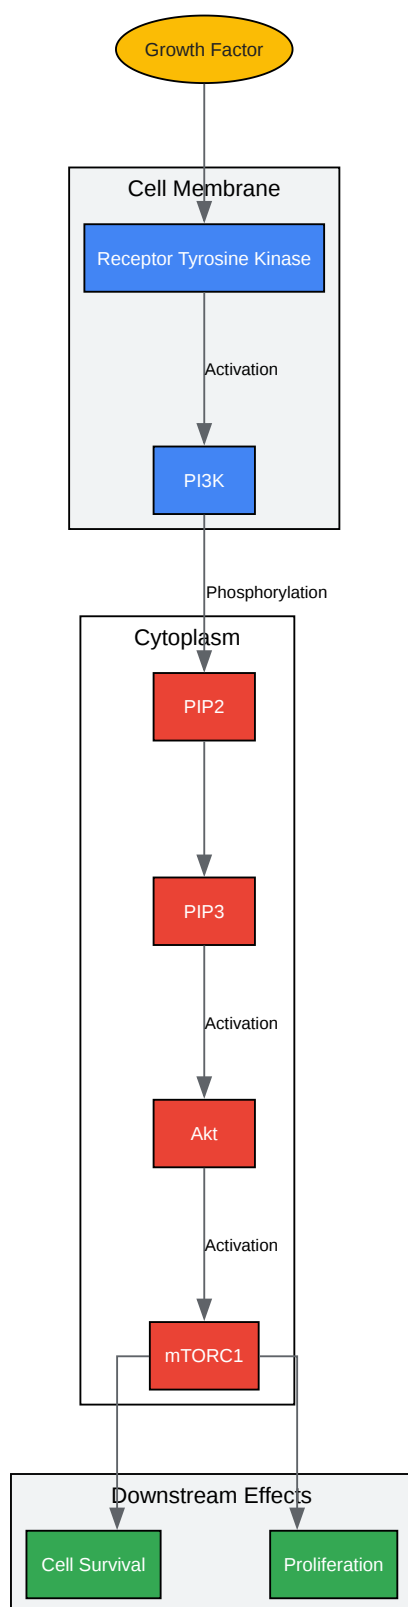 Growth Factor
Cell Membrane
Receptor Tyrosine Kinase
Activation
PI3K
Phosphorylation
Cytoplasm
PIP2
PIP3
Activation
Akt
Activation
mTORC1
Downstream Effects
Cell Survival
Proliferation